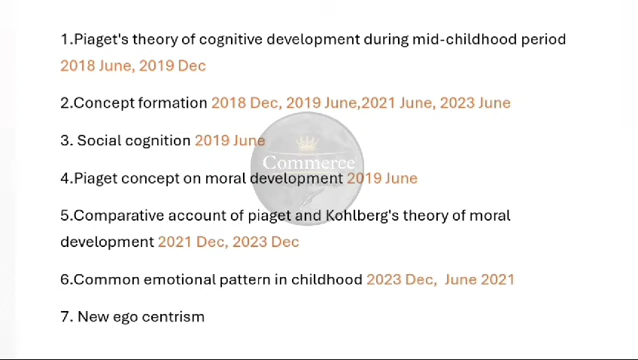 1.Piaget's theory of cognitive development during mid-childhood period
2018 June, 2019 Dec
2.Concept formation 2018 Dec, 2019 June,2021 June, 2023 June
3. Social cognition 2019 June
Commerce
4.Piaget concept on moral development 2019 June
5.Comparative account of piaget and Kohlberg's theory of moral
development 2021 Dec, 2023 Dec
6.Common emotional pattern in childhood 2023 Dec, June 2021
7. New ego centrism